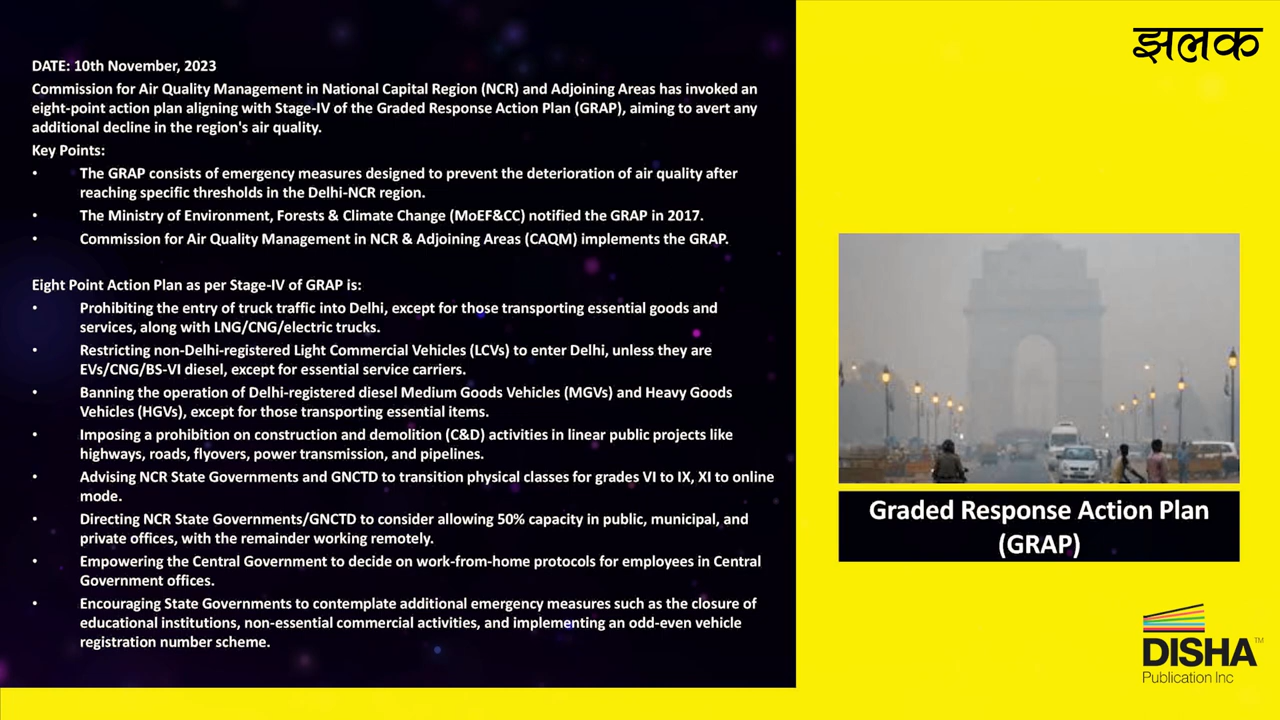 झलक
DATE: 10th November, 2023
Commission for Air Quality Management in National Capital Region (NCR) and Adjoining Areas has invoked an
eight-point action plan aligning with Stage-IV of the Graded Response Action Plan (GRAP), aiming to avert any
additional decline in the region's air quality.
Key Points:
• The GRAP consists of emergency measures designed to prevent the deterioration of air quality after
reaching specific thresholds in the Delhi-NCR region.
• The Ministry of Environment, Forests & Climate Change (MoEF&CC) notified the GRAP in 2017.
• Commission for Air Quality Management in NCR & Adjoining Areas (CAQM) implements the GRAP.
Eight Point Action Plan as per Stage-IV of GRAP is:
• Prohibiting the entry of truck traffic into Delhi, except for those transporting essential goods and
services, along with LNG/CNG/electric trucks.
• Restricting non-Delhi-registered Light Commercial Vehicles (LCVs) to enter Delhi, unless they are
EVs/CNG/BS-VI diesel, except for essential service carriers.
• Banning the operation of Delhi-registered diesel Medium Goods Vehicles (MGVs) and Heavy Goods
Vehicles (HGVs), except for those transporting essential items.
• Imposing a prohibition on construction and demolition (C&D) activities in linear public projects like
highways, roads, flyovers, power transmission, and pipelines.
• Advising NCR State Governments and GNCTD to transition physical classes for grades VI to IX, XI to online
mode.
• Directing NCR State Governments/GNCTD to consider allowing 50% capacity in public, municipal, and
private offices, with the remainder working remotely.
• Empowering the Central Government to decide on work-from-home protocols for employees in Central
Government offices.
• Encouraging State Governments to contemplate additional emergency measures such as the closure of
educational institutions, non-essential commercial activities, and implementing an odd-even vehicle
registration number scheme.
Graded Response Action Plan
(GRAP)
DISHA™
Publication Inc